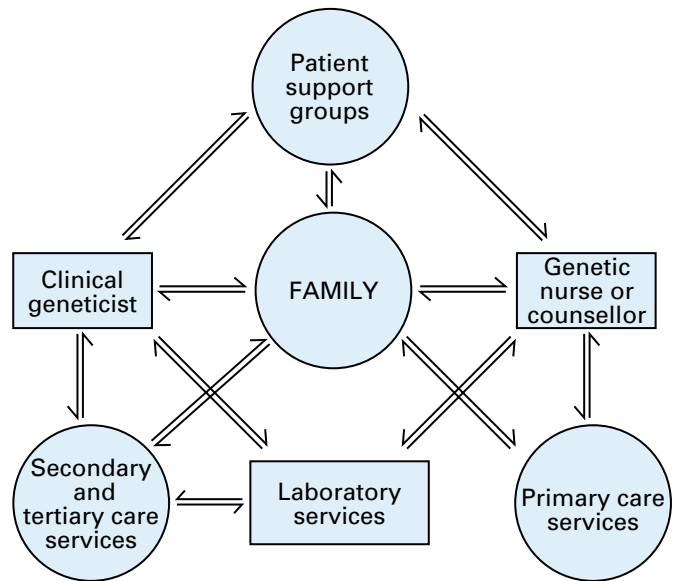 Patient
support
groups
Clinical
geneticist
FAMILY
Genetic
nurse or
counsellor
Secondary
and
tertiary care
services
Laboratory
services
Primary care
services